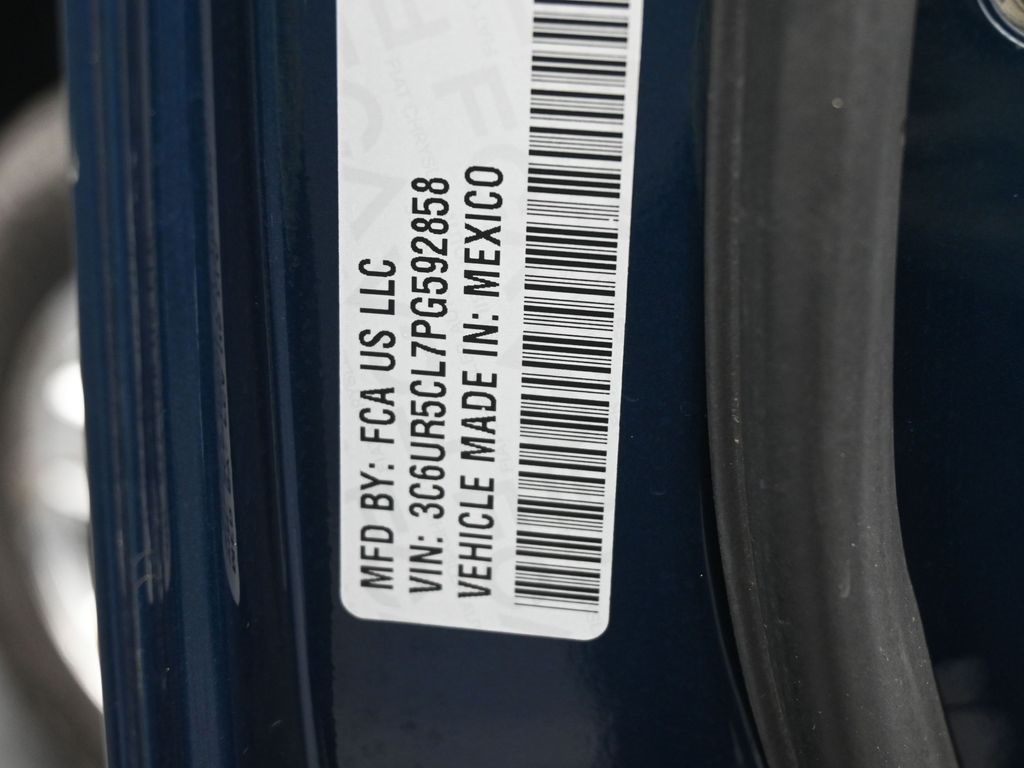 MFD BY: FCA US LLC
VIN: 3C6UR5CL7PG592858
VEHICLE MADE IN: MEXICO